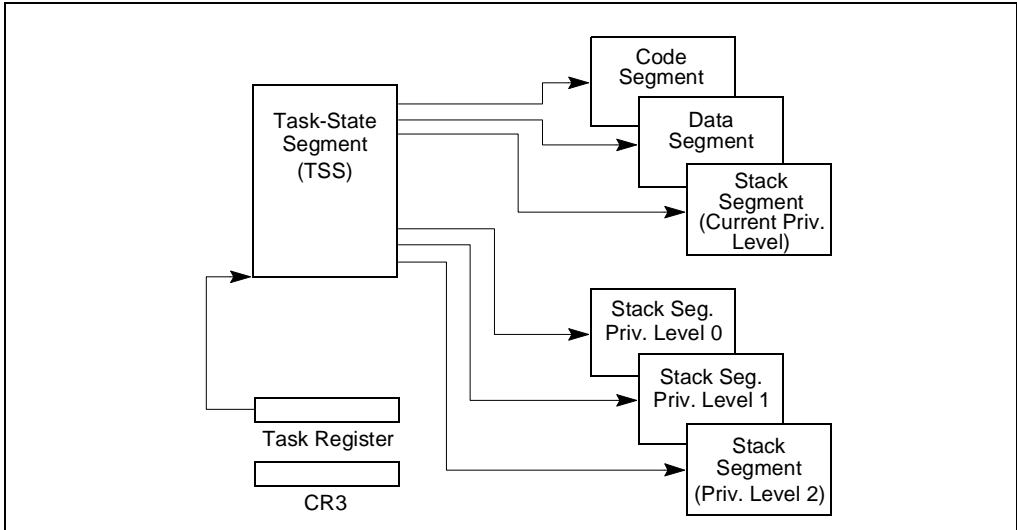 Task-State
Segment
(TSS)
Code
Segment
Data
Segment
Stack
Segment
(Current Priv.
Level)
Stack Seg.
Priv. Level 0
Stack Seg.
Priv. Level 1
Stack
Segment
(Priv. Level 2)
Task Register
CR3